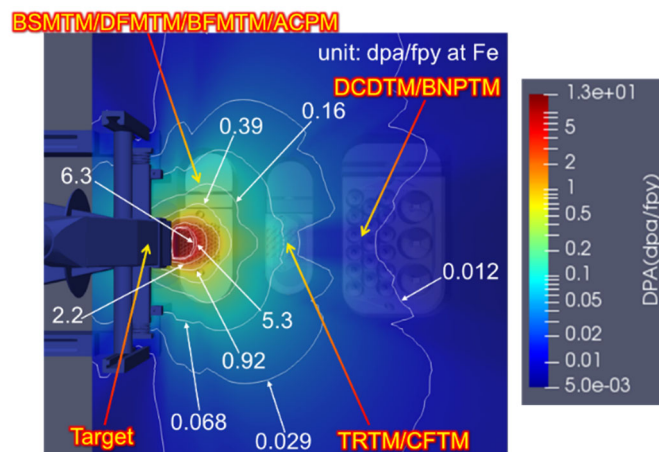 BSMTM/DFMTM/BFMTM/ACPM
unit: dpa/fpy at Fe
DCDTM/BNPTM
0.16
0.39
6.3
2.2
5.3
0.92
0.012
0.068
0.029
Target
TRTM/CFTM
1.3e+01
5
2
1
0.5
0.2
0.1
0.05
0.02
0.01
5.0e-03
DPA(dpa/fpy)